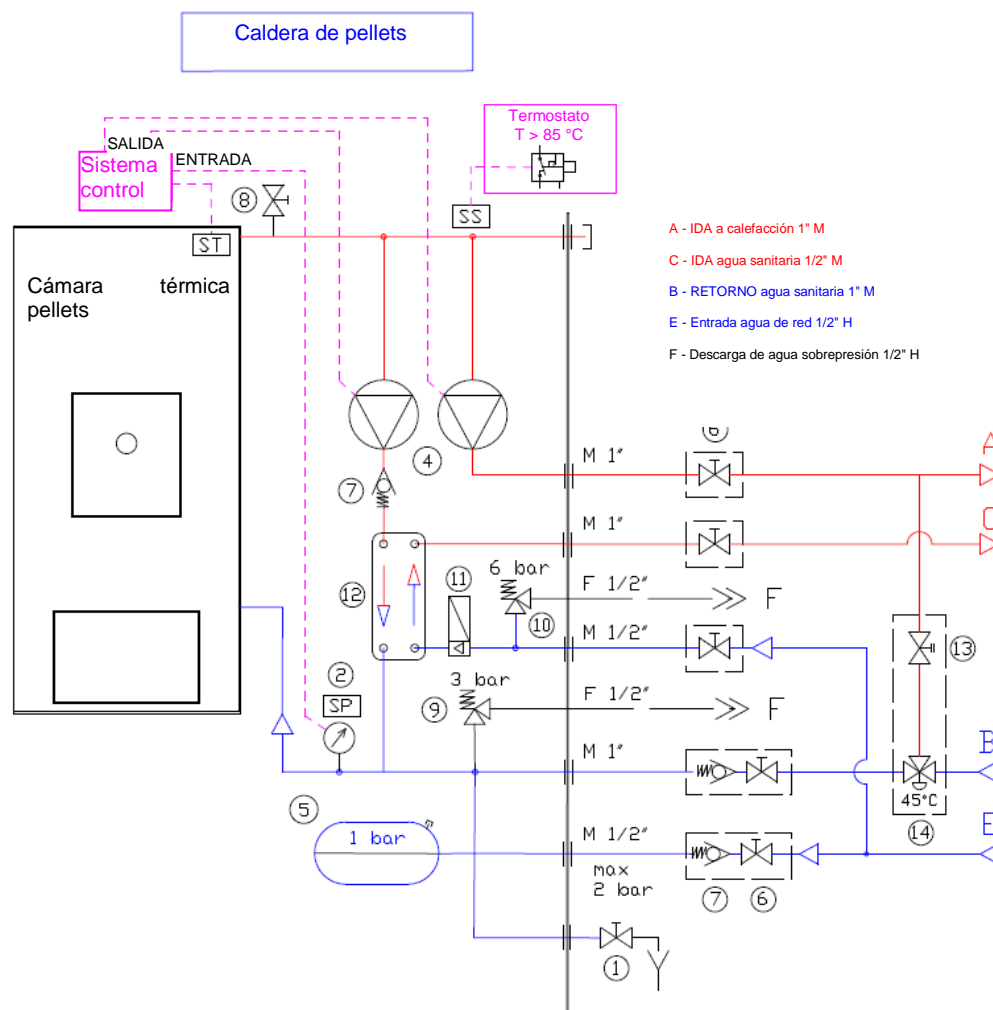 Caldera de pellets
Termostato
T > 85 °C
SALIDA
ENTRADA
Sistema
control
8
SS
ST
A - IDA a calefacción 1" M
C - IDA agua sanitaria 1/2" M
B - RETORNO agua sanitaria 1" M
E - Entrada agua de red 1/2" H
F - Descarga de agua sobrepresión 1/2" H
Cámara térmica
pellets
4
M 1"
A
7
M 1"
C
6 bar
F 1/2"
F
11
12
10
M 1/2"
13
2
SP
3 bar
9
F 1/2"
F
M 1"
B
45°C
14
5
1 bar
M 1/2"
E
max
2 bar
7
6
1